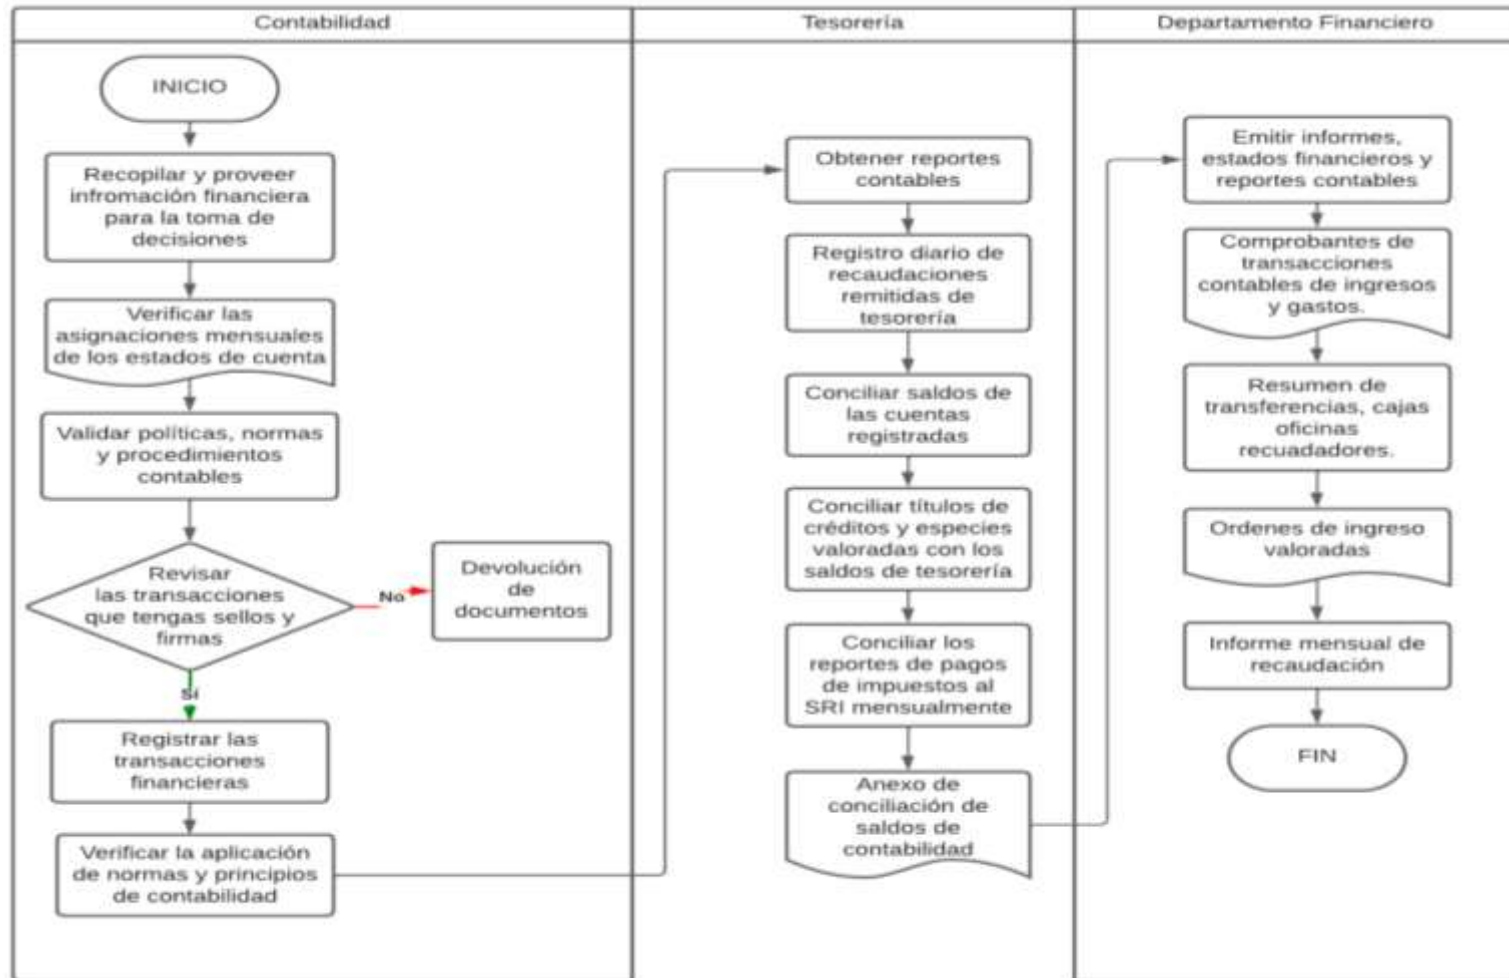 Contabilidad
Tesorería
Departamento Financiero
INICIO
Recopilar y proveer
infromación financiera
para la toma de
decisiones
Verificar las
asignaciones mensuales
de los estados de cuenta
Validar políticas, normas
y procedimientos
contables
Revisar
las transacciones
que tengas sellos y
firmas
No
Devolución
de
documentos
Sí
Registrar las
transacciones
financieras
Verificar la aplicación
de normas y principios
de contabilidad
Obtener reportes
contables
Registro diario de
recaudaciones
remitidas de
tesorería
Conciliar saldos de
las cuentas
registradas
Conciliar títulos de
créditos y especies
valoradas con los
saldos de tesorería
Conciliar los
reportes de pagos
de impuestos al
SRI mensualmente
Anexo de
conciliación de
saldos de
contabilidad
Emitir informes,
estados financieros y
reportes contables
Comprobantes de
transacciones
contables de ingresos
y gastos.
Resumen de
transferencias, cajas
oficinas
recuadadores.
Ordenes de ingreso
valoradas
Informe mensual de
recaudación
FIN